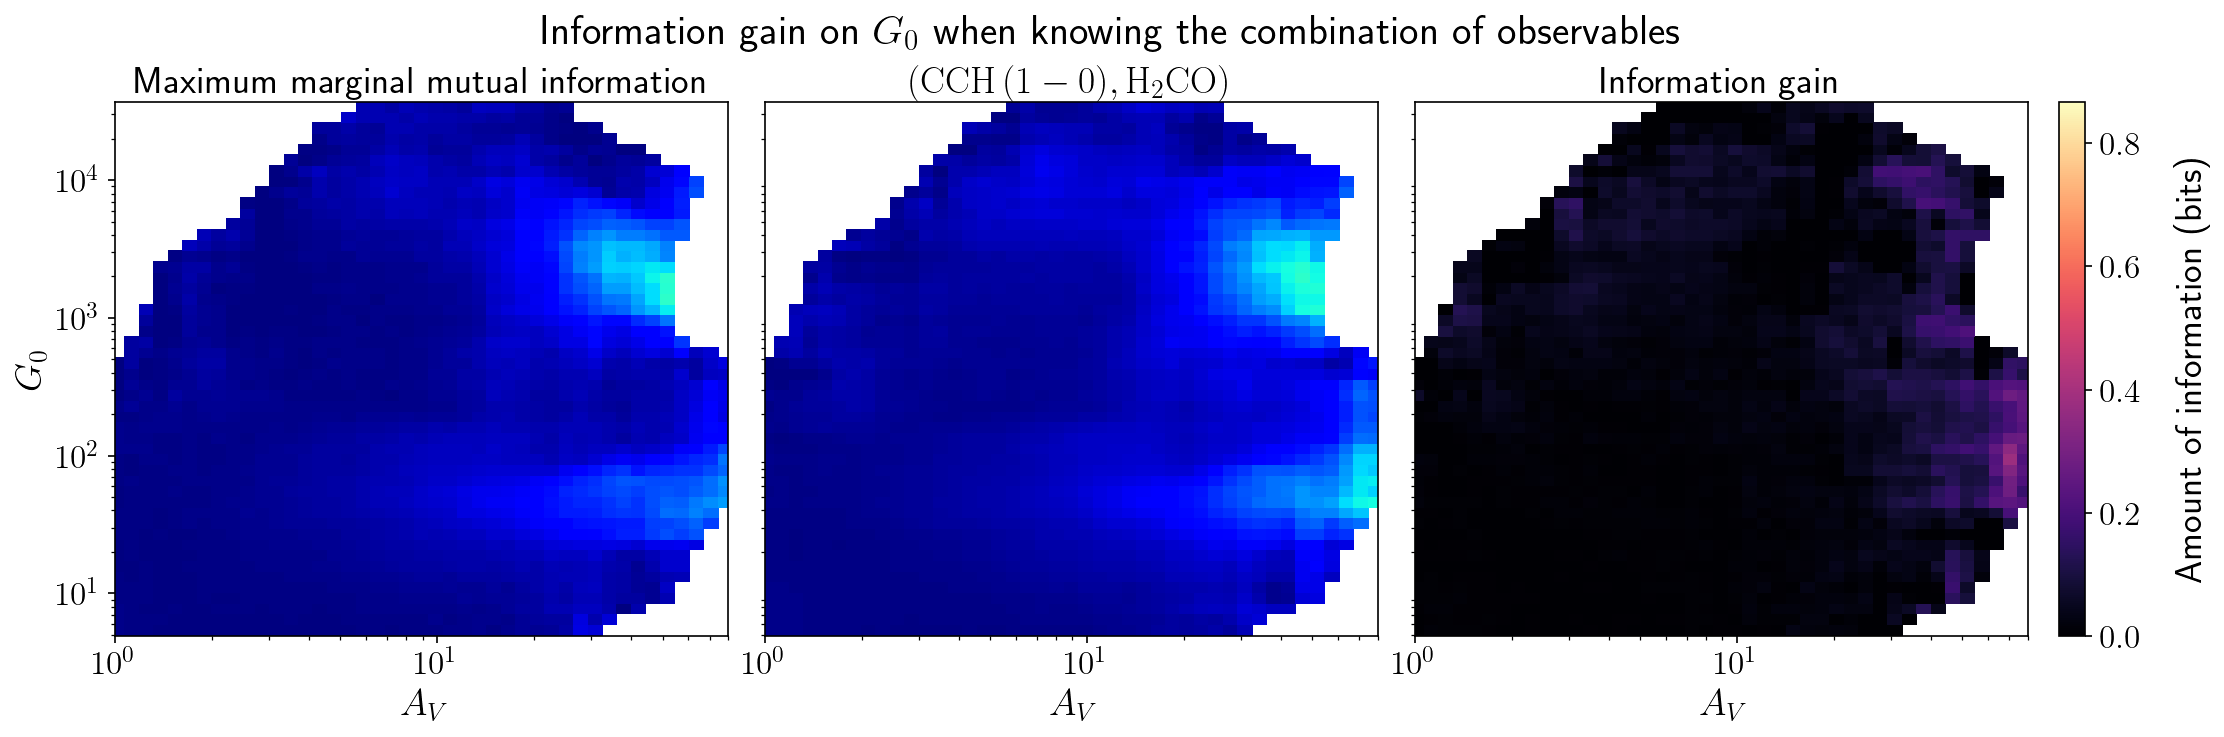 Information gain on G₀ when knowing the combination of observables
Maximum marginal mutual information
(CCH (1 − 0), H₂CO)
Information gain
G₀
10⁴
10³
10²
10¹
10⁰
10¹
A_V
10⁰
10¹
A_V
10⁰
10¹
A_V
0.8
0.6
0.4
0.2
0.0
Amount of information (bits)